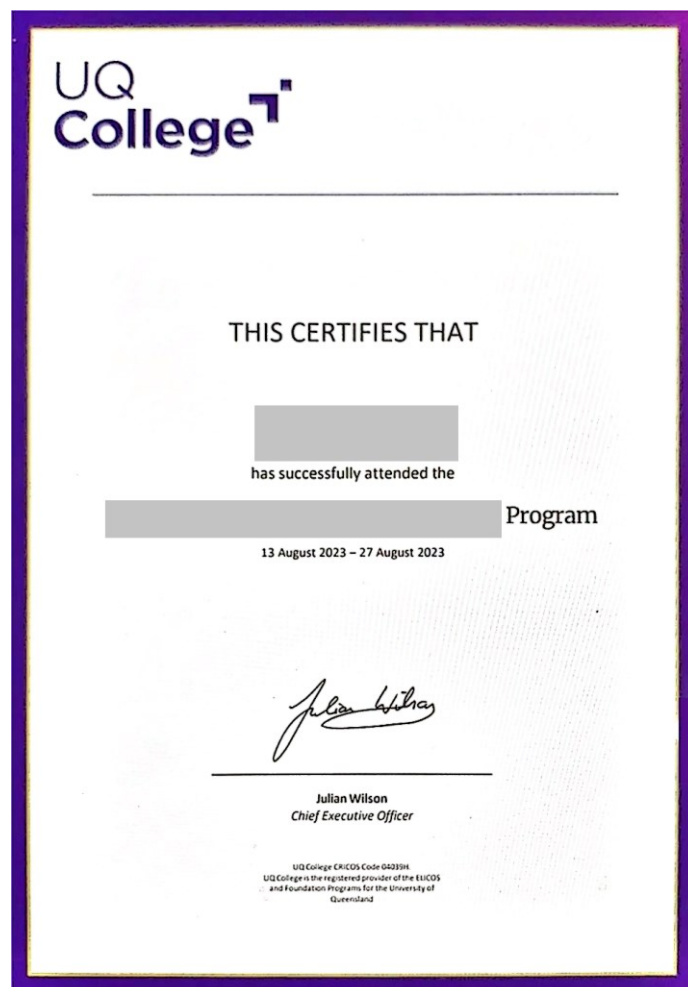 UQ
College
THIS CERTIFIES THAT
has successfully attended the
Program
13 August 2023 – 27 August 2023
Julian Wilson
Julian Wilson
Chief Executive Officer
UQ College CRICOS Code 04039H.
UQ College is the registered provider of the ELICOS
and Foundation Programs for the University of
Queensland